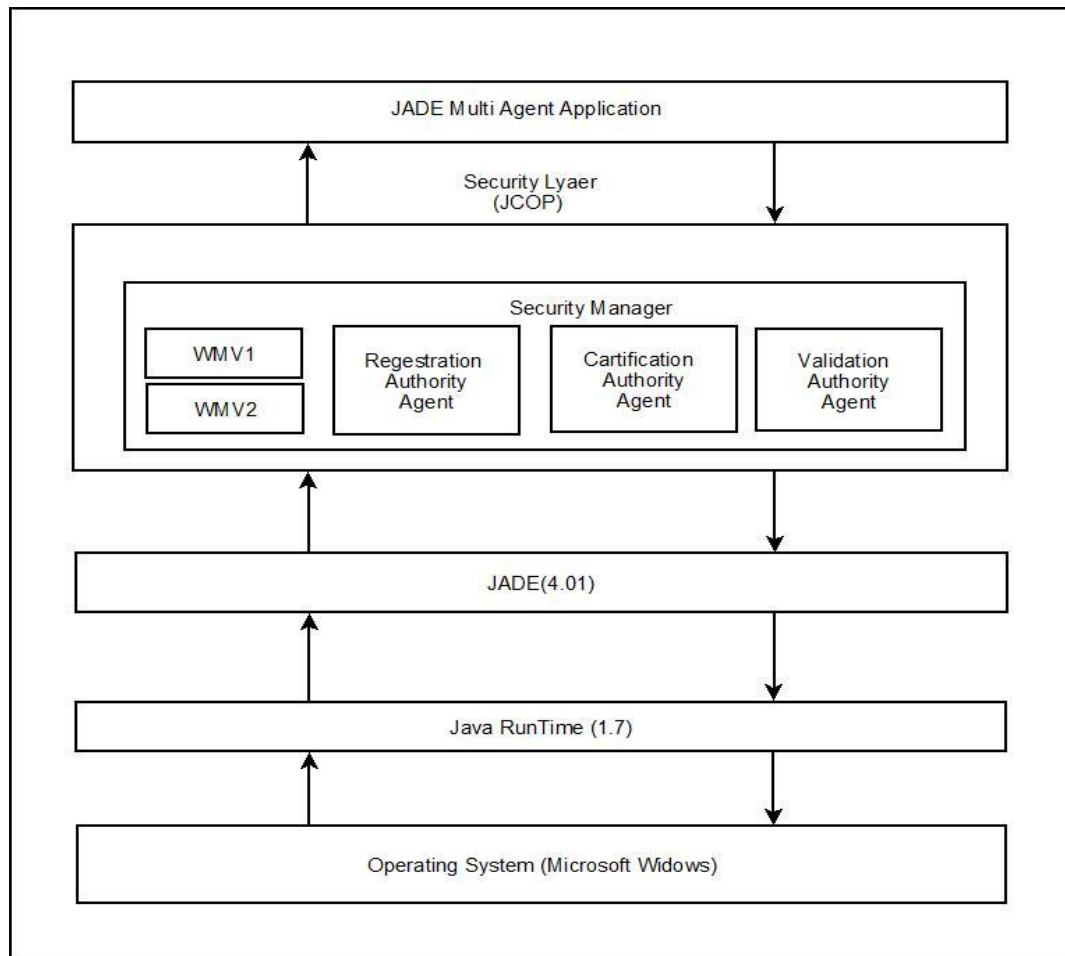 JADE Multi Agent Application
Security Lyaer
(JCOP)
Security Manager
WMV1
WMV2
Regestration
Authority
Agent
Cartification
Authority
Agent
Validation
Authority
Agent
JADE(4.01)
Java RunTime (1.7)
Operating System (Microsoft Widows)